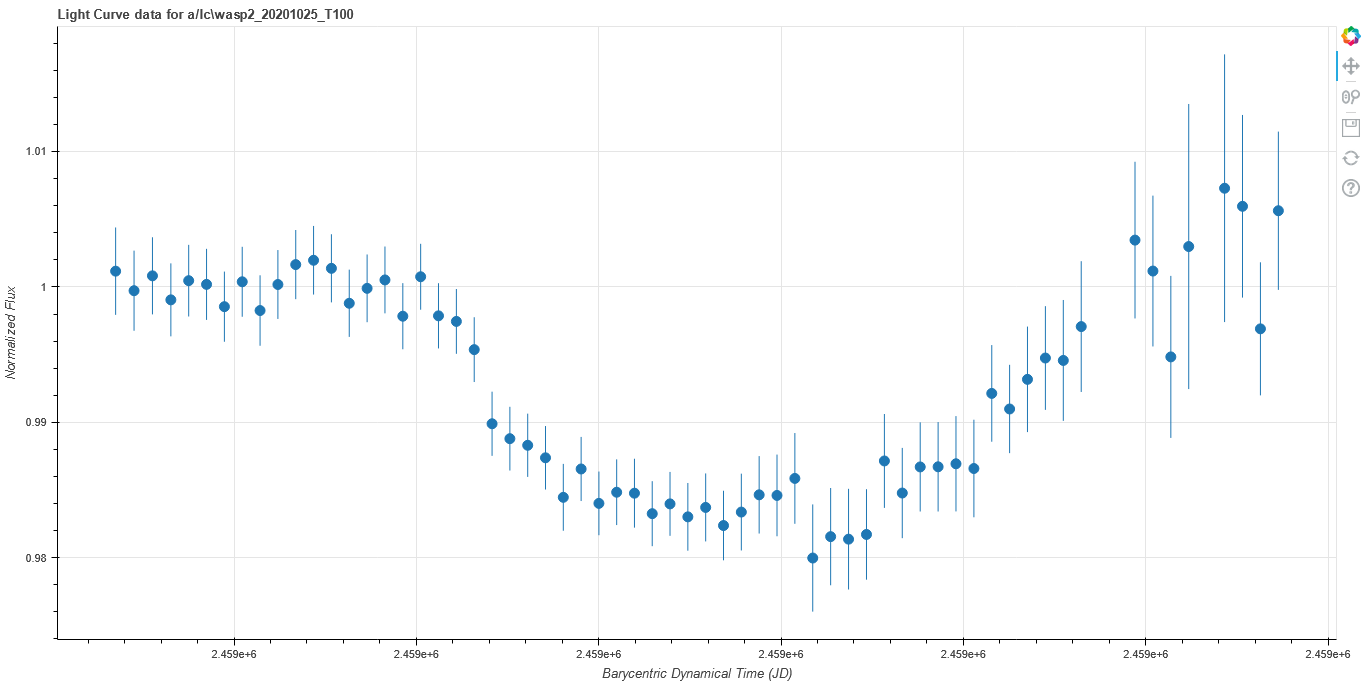 Light Curve data for a/lc\wasp2_20201025_T100
1.01
1
0.99
0.98
Normalized Flux
2.459e+6 2.459e+6 2.459e+6 2.459e+6 2.459e+6 2.459e+6 2.459e+6
Barycentric Dynamical Time (JD)